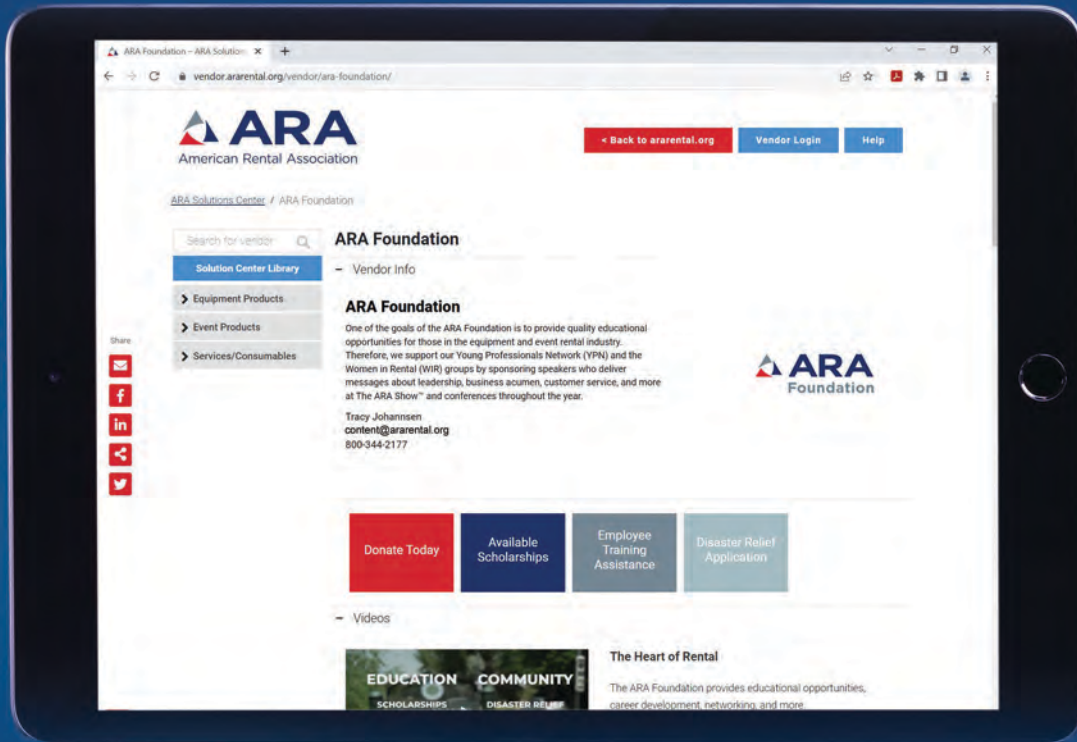 ARA Foundation – ARA Solution
vendor.ararental.org/vendor/ara-foundation/
ARA
American Rental Association
< Back to ararental.org
Vendor Login
Help
ARA Solutions Center / ARA Foundation
Search for vendor
Solution Center Library
Equipment Products
Event Products
Services/Consumables
Share
ARA Foundation
– Vendor Info
ARA Foundation
One of the goals of the ARA Foundation is to provide quality educational
opportunities for those in the equipment and event rental industry.
Therefore, we support our Young Professionals Network (YPN) and the
Women in Rental (WIR) groups by sponsoring speakers who deliver
messages about leadership, business acumen, customer service, and more
at The ARA Show™ and conferences throughout the year.
Tracy Johannsen
content@ararental.org
800-344-2177
ARA
Foundation
Donate Today
Available
Scholarships
Employee
Training
Assistance
Disaster Relief
Application
– Videos
EDUCATION COMMUNITY
SCHOLARSHIPS DISASTER RELIEF
The Heart of Rental
The ARA Foundation provides educational opportunities,
career development, networking, and more.